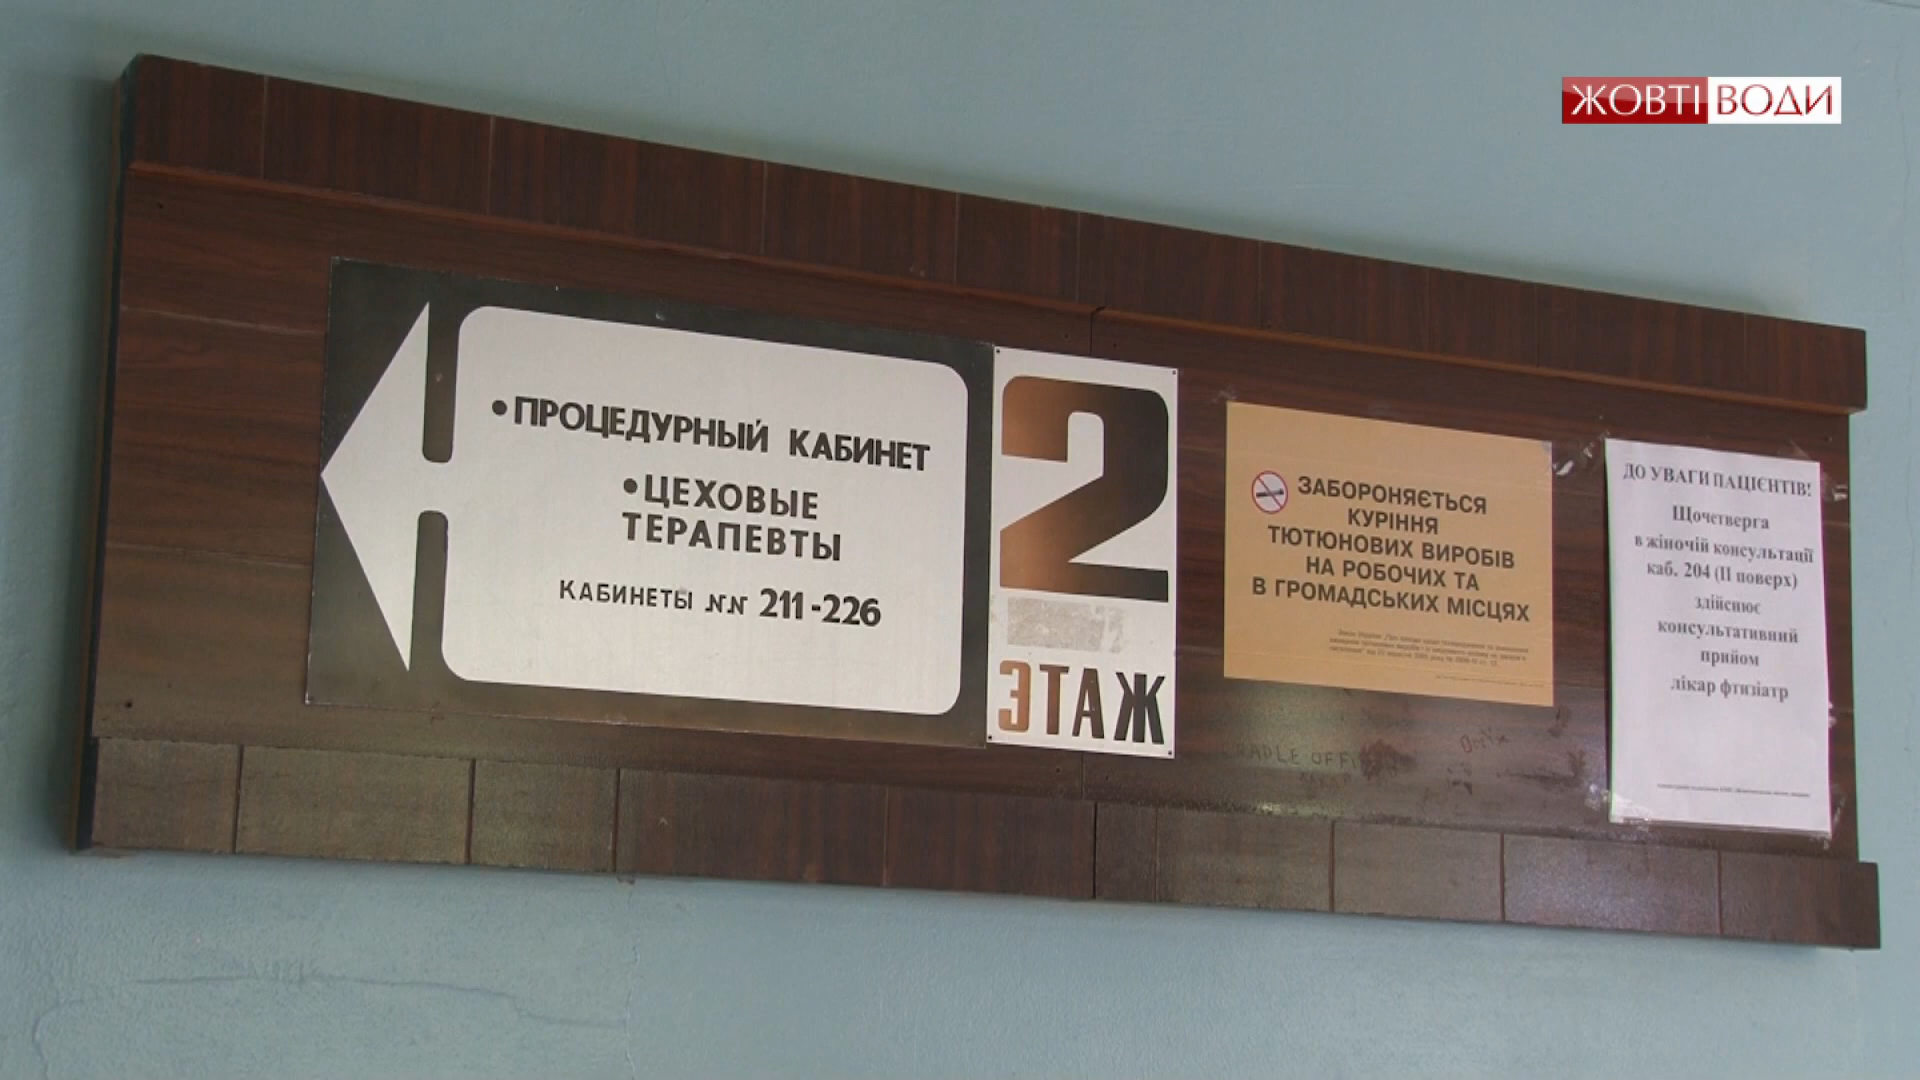 ЖОВТІ ВОДИ
• ПРОЦЕДУРНЫЙ КАБИНЕТ
• ЦЕХОВЫЕ
ТЕРАПЕВТЫ
КАБИНЕТЫ №№ 211-226
2
ЭТАЖ
ЗАБОРОНЯЄТЬСЯ
КУРІННЯ
ТЮТЮНОВИХ ВИРОБІВ
НА РОБОЧИХ ТА
В ГРОМАДСЬКИХ МІСЦЯХ
ДО УВАГИ ПАЦІЄНТІВ!
Щочетверга
в жіночій консультації
каб. 204 (ІІ поверх)
здійснює
консультативний
прийом
лікар фтизіатр